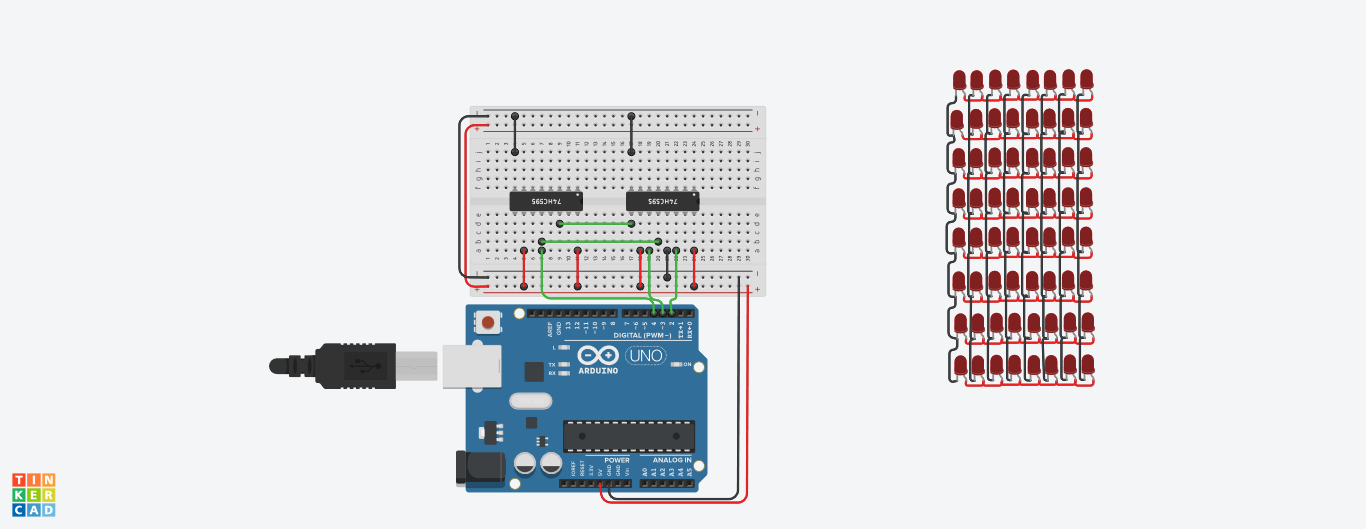 74HC595
74HC595
AREF
GND
13
12
~11
~10
~9
8
7
~6
~5
4
~3
2
TX→1
RX←0
DIGITAL (PWM~)
L
TX
RX
UNO
ON
ARDUINO
POWER
ANALOG IN
IOREF
RESET
3.3V
5V
GND
GND
Vin
A0
A1
A2
A3
A4
A5
TIN
KER
CAD